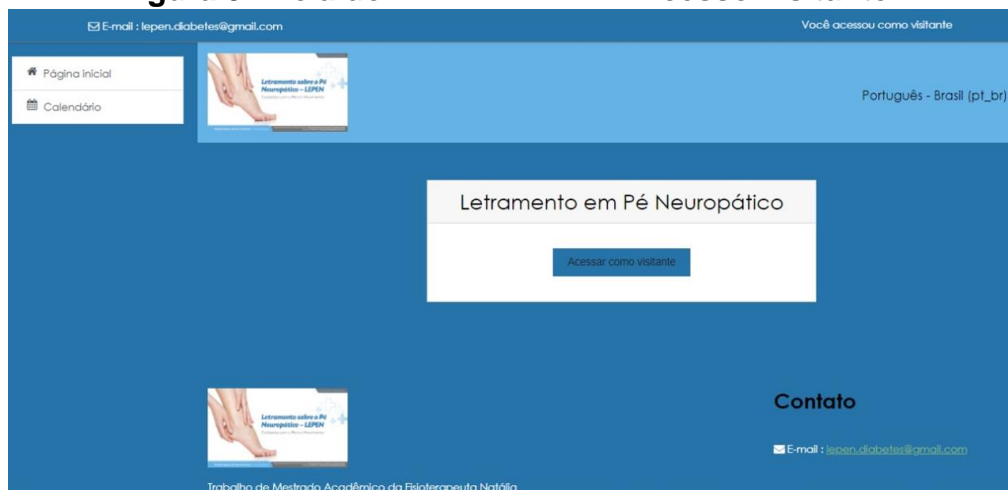 E-mail : lepen.diabetes@gmail.com
Você acessou como visitante
Página inicial
Calendário
Letramento sobre o Pé
Neuropático - LEPEN
Português - Brasil (pt_br)
Letramento em Pé Neuropático
Acessar como visitante
Letramento sobre o Pé
Neuropático - LEPEN
Contato
E-mail : lepen.diabetes@gmail.com
Trabalho de Mestrado Acadêmico da Fisioterapeuta Natália